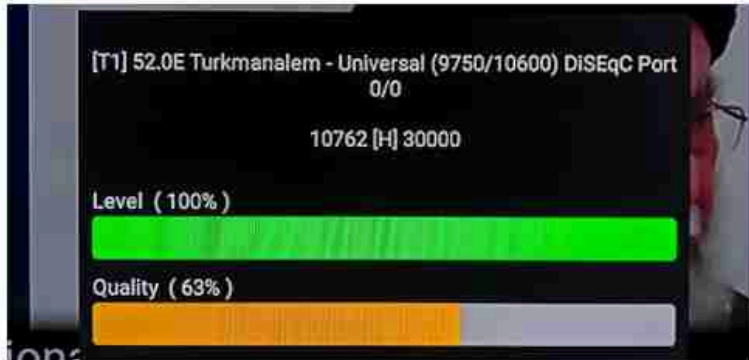 [T1] 52.0E Turkmanalem - Universal (9750/10600) DiSEqC Port
0/0
10762 [H] 30000
Level ( 100% )
Quality ( 63% )